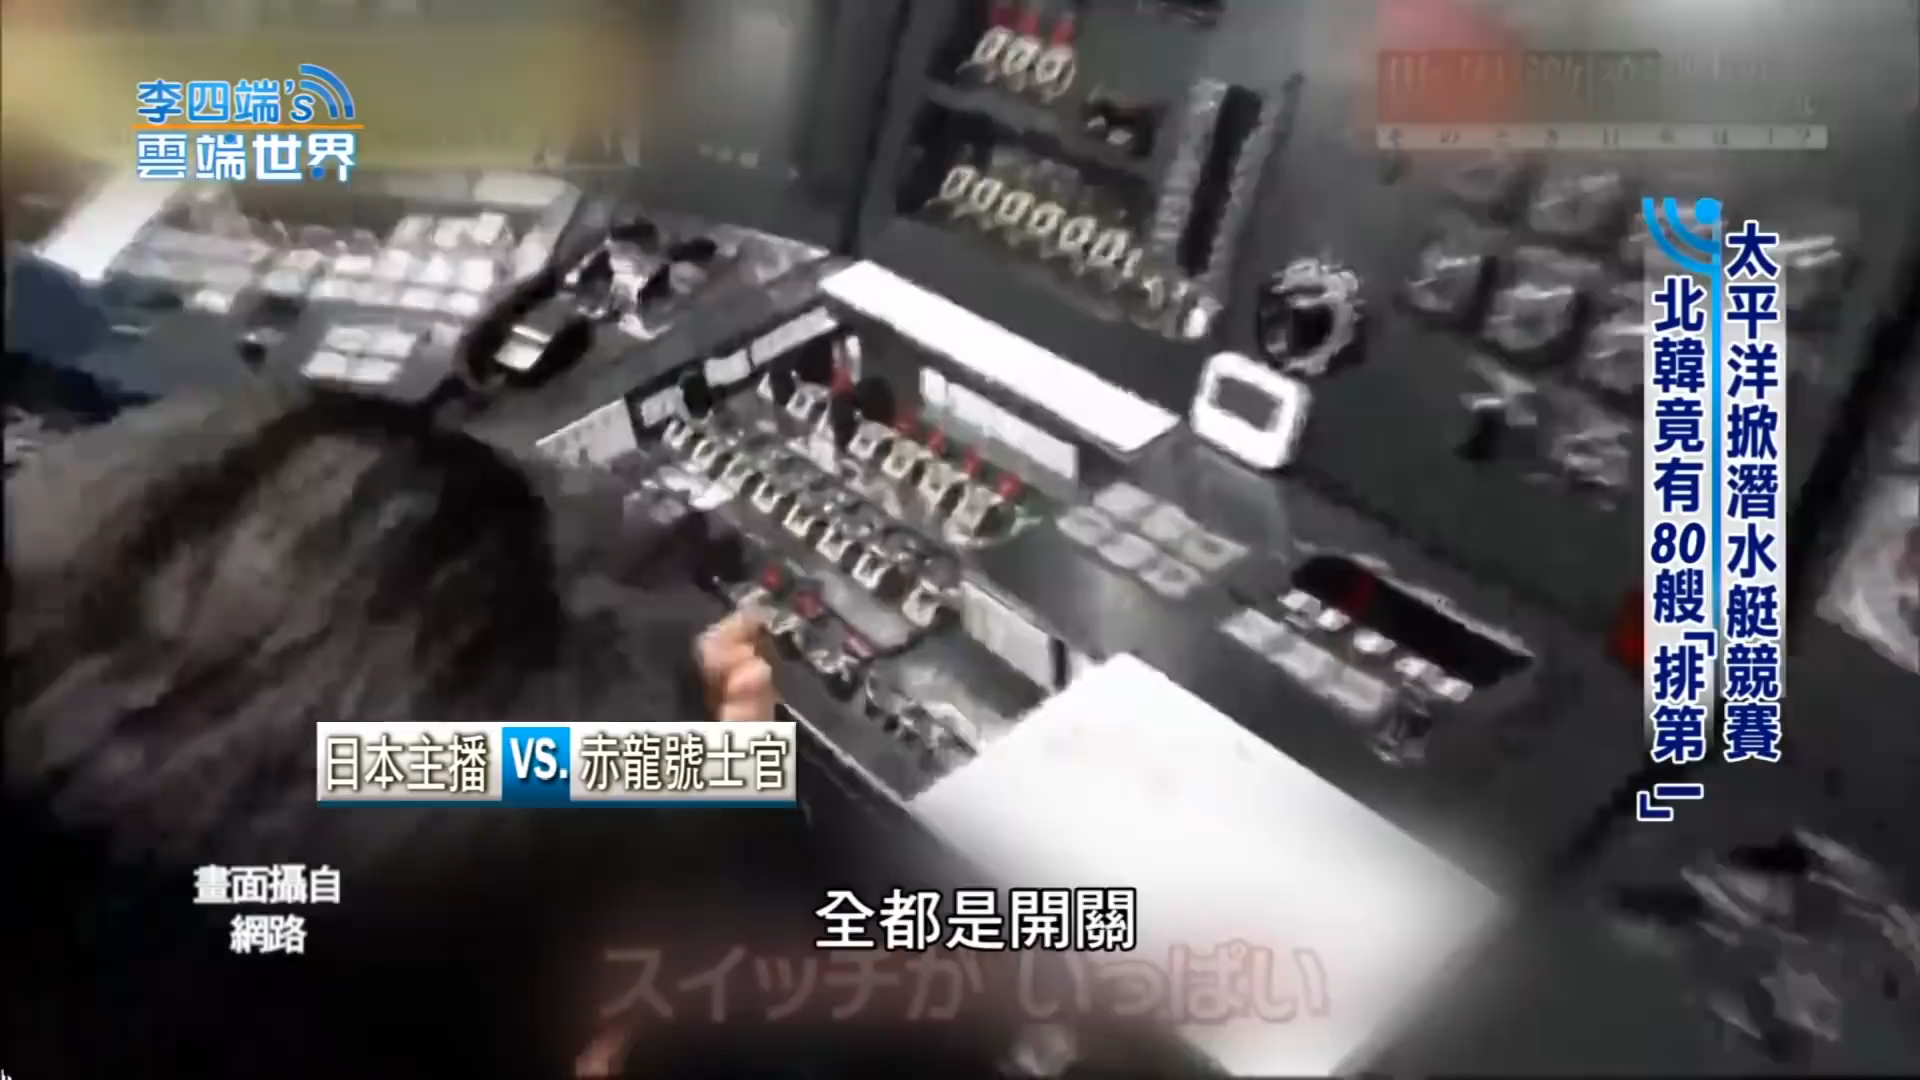 李四端's
雲端世界
太平洋掀潛水艇競賽
北韓竟有80艘「排第一」
日本主播 VS. 赤龍號士官
畫面攝自
網路
全都是開關
スイッチが いっぱい